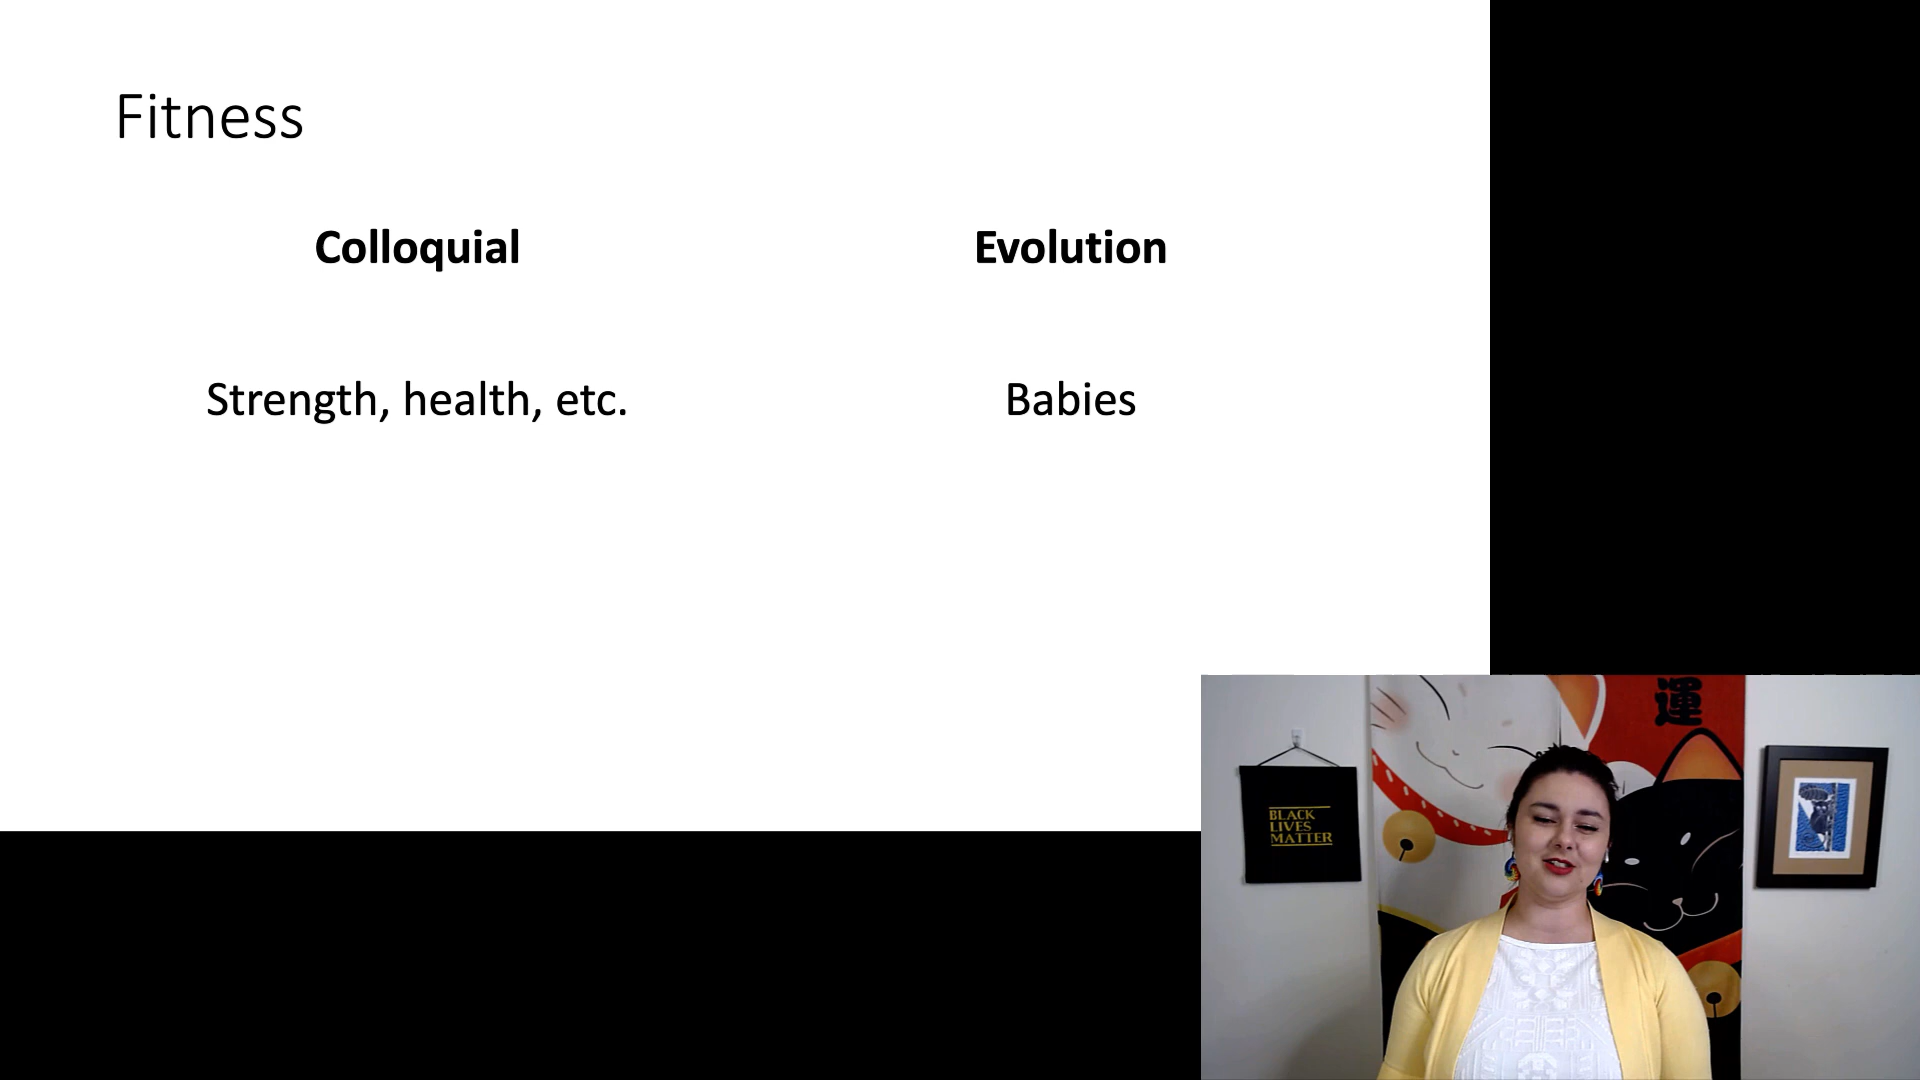 Fitness
Colloquial
Evolution
Strength, health, etc.
Babies
運
BLACK
LIVES
MATTER